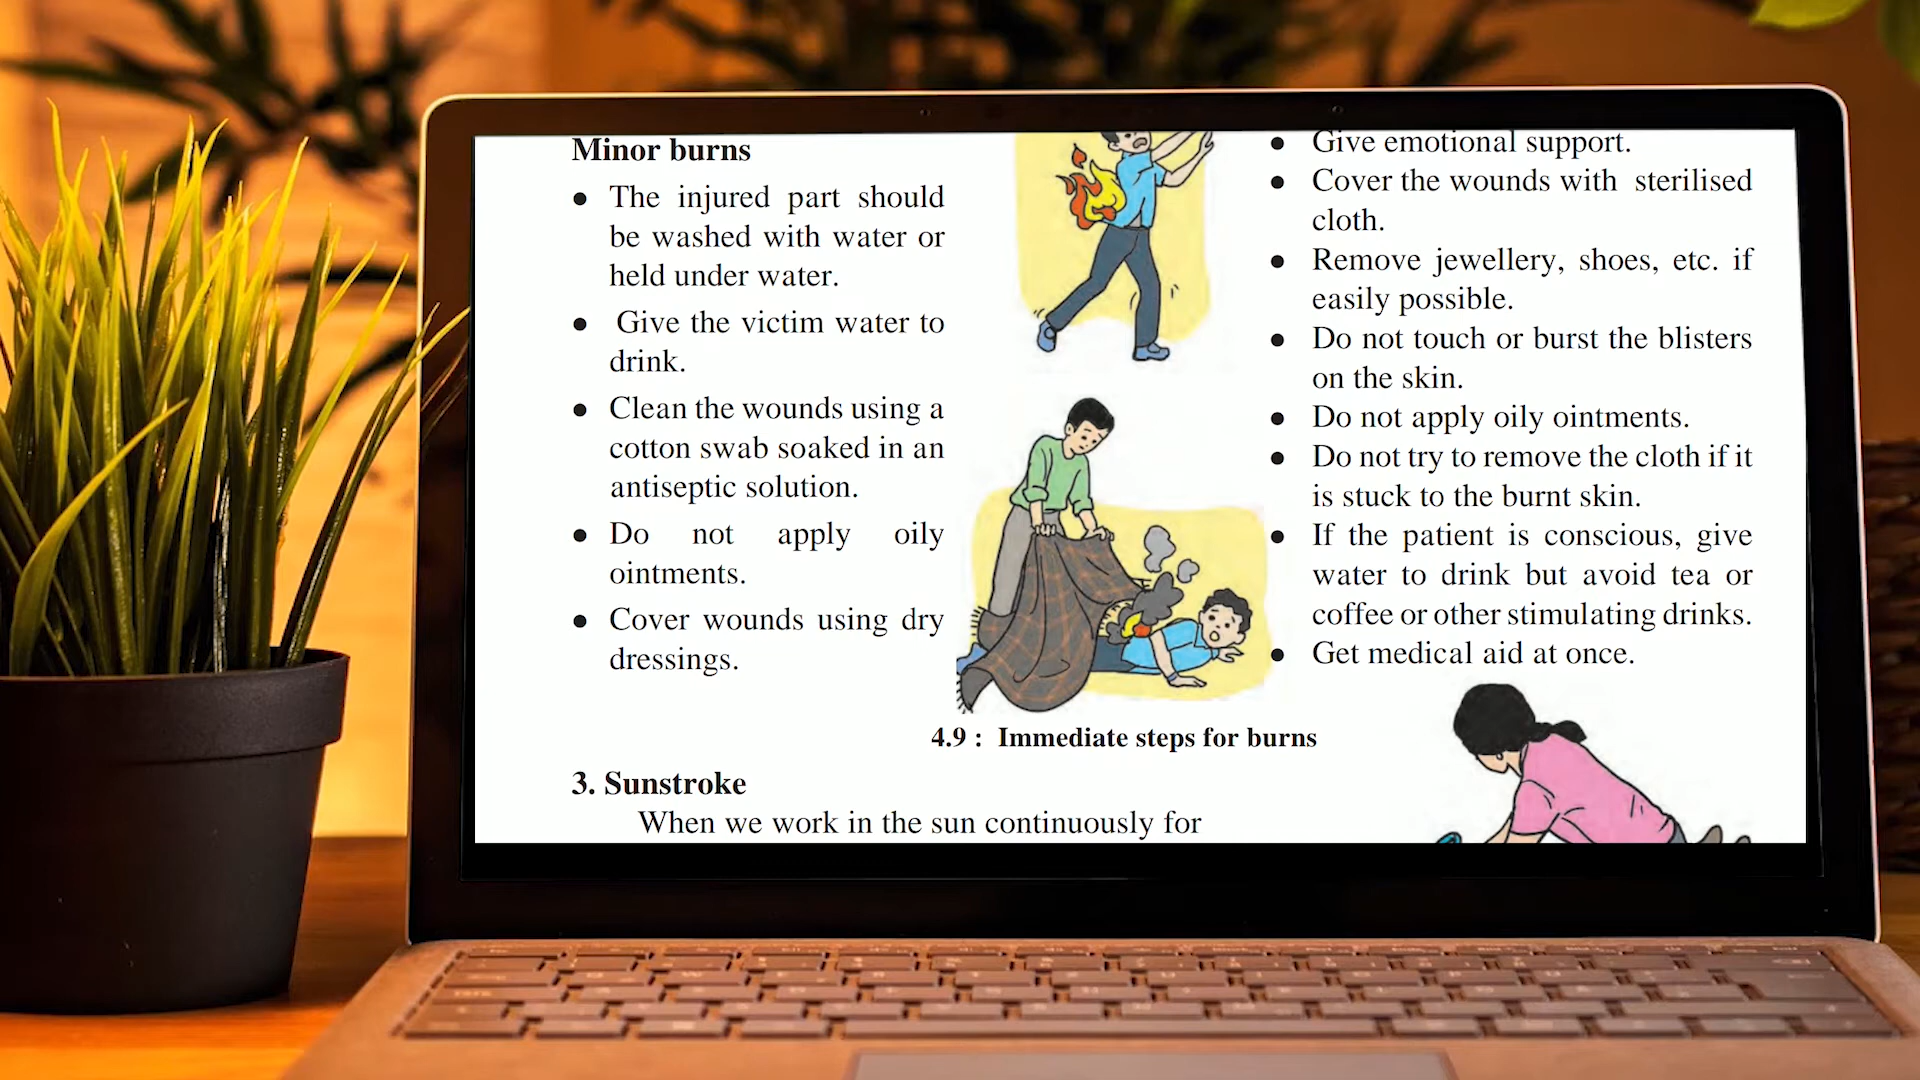 Minor burns
● The injured part should
be washed with water or
held under water.
● Give the victim water to
drink.
● Clean the wounds using a
cotton swab soaked in an
antiseptic solution.
● Do not apply oily
ointments.
● Cover wounds using dry
dressings.
● Give emotional support.
● Cover the wounds with sterilised
cloth.
● Remove jewellery, shoes, etc. if
easily possible.
● Do not touch or burst the blisters
on the skin.
● Do not apply oily ointments.
● Do not try to remove the cloth if it
is stuck to the burnt skin.
● If the patient is conscious, give
water to drink but avoid tea or
coffee or other stimulating drinks.
● Get medical aid at once.
4.9 : Immediate steps for burns
3. Sunstroke
When we work in the sun continuously for